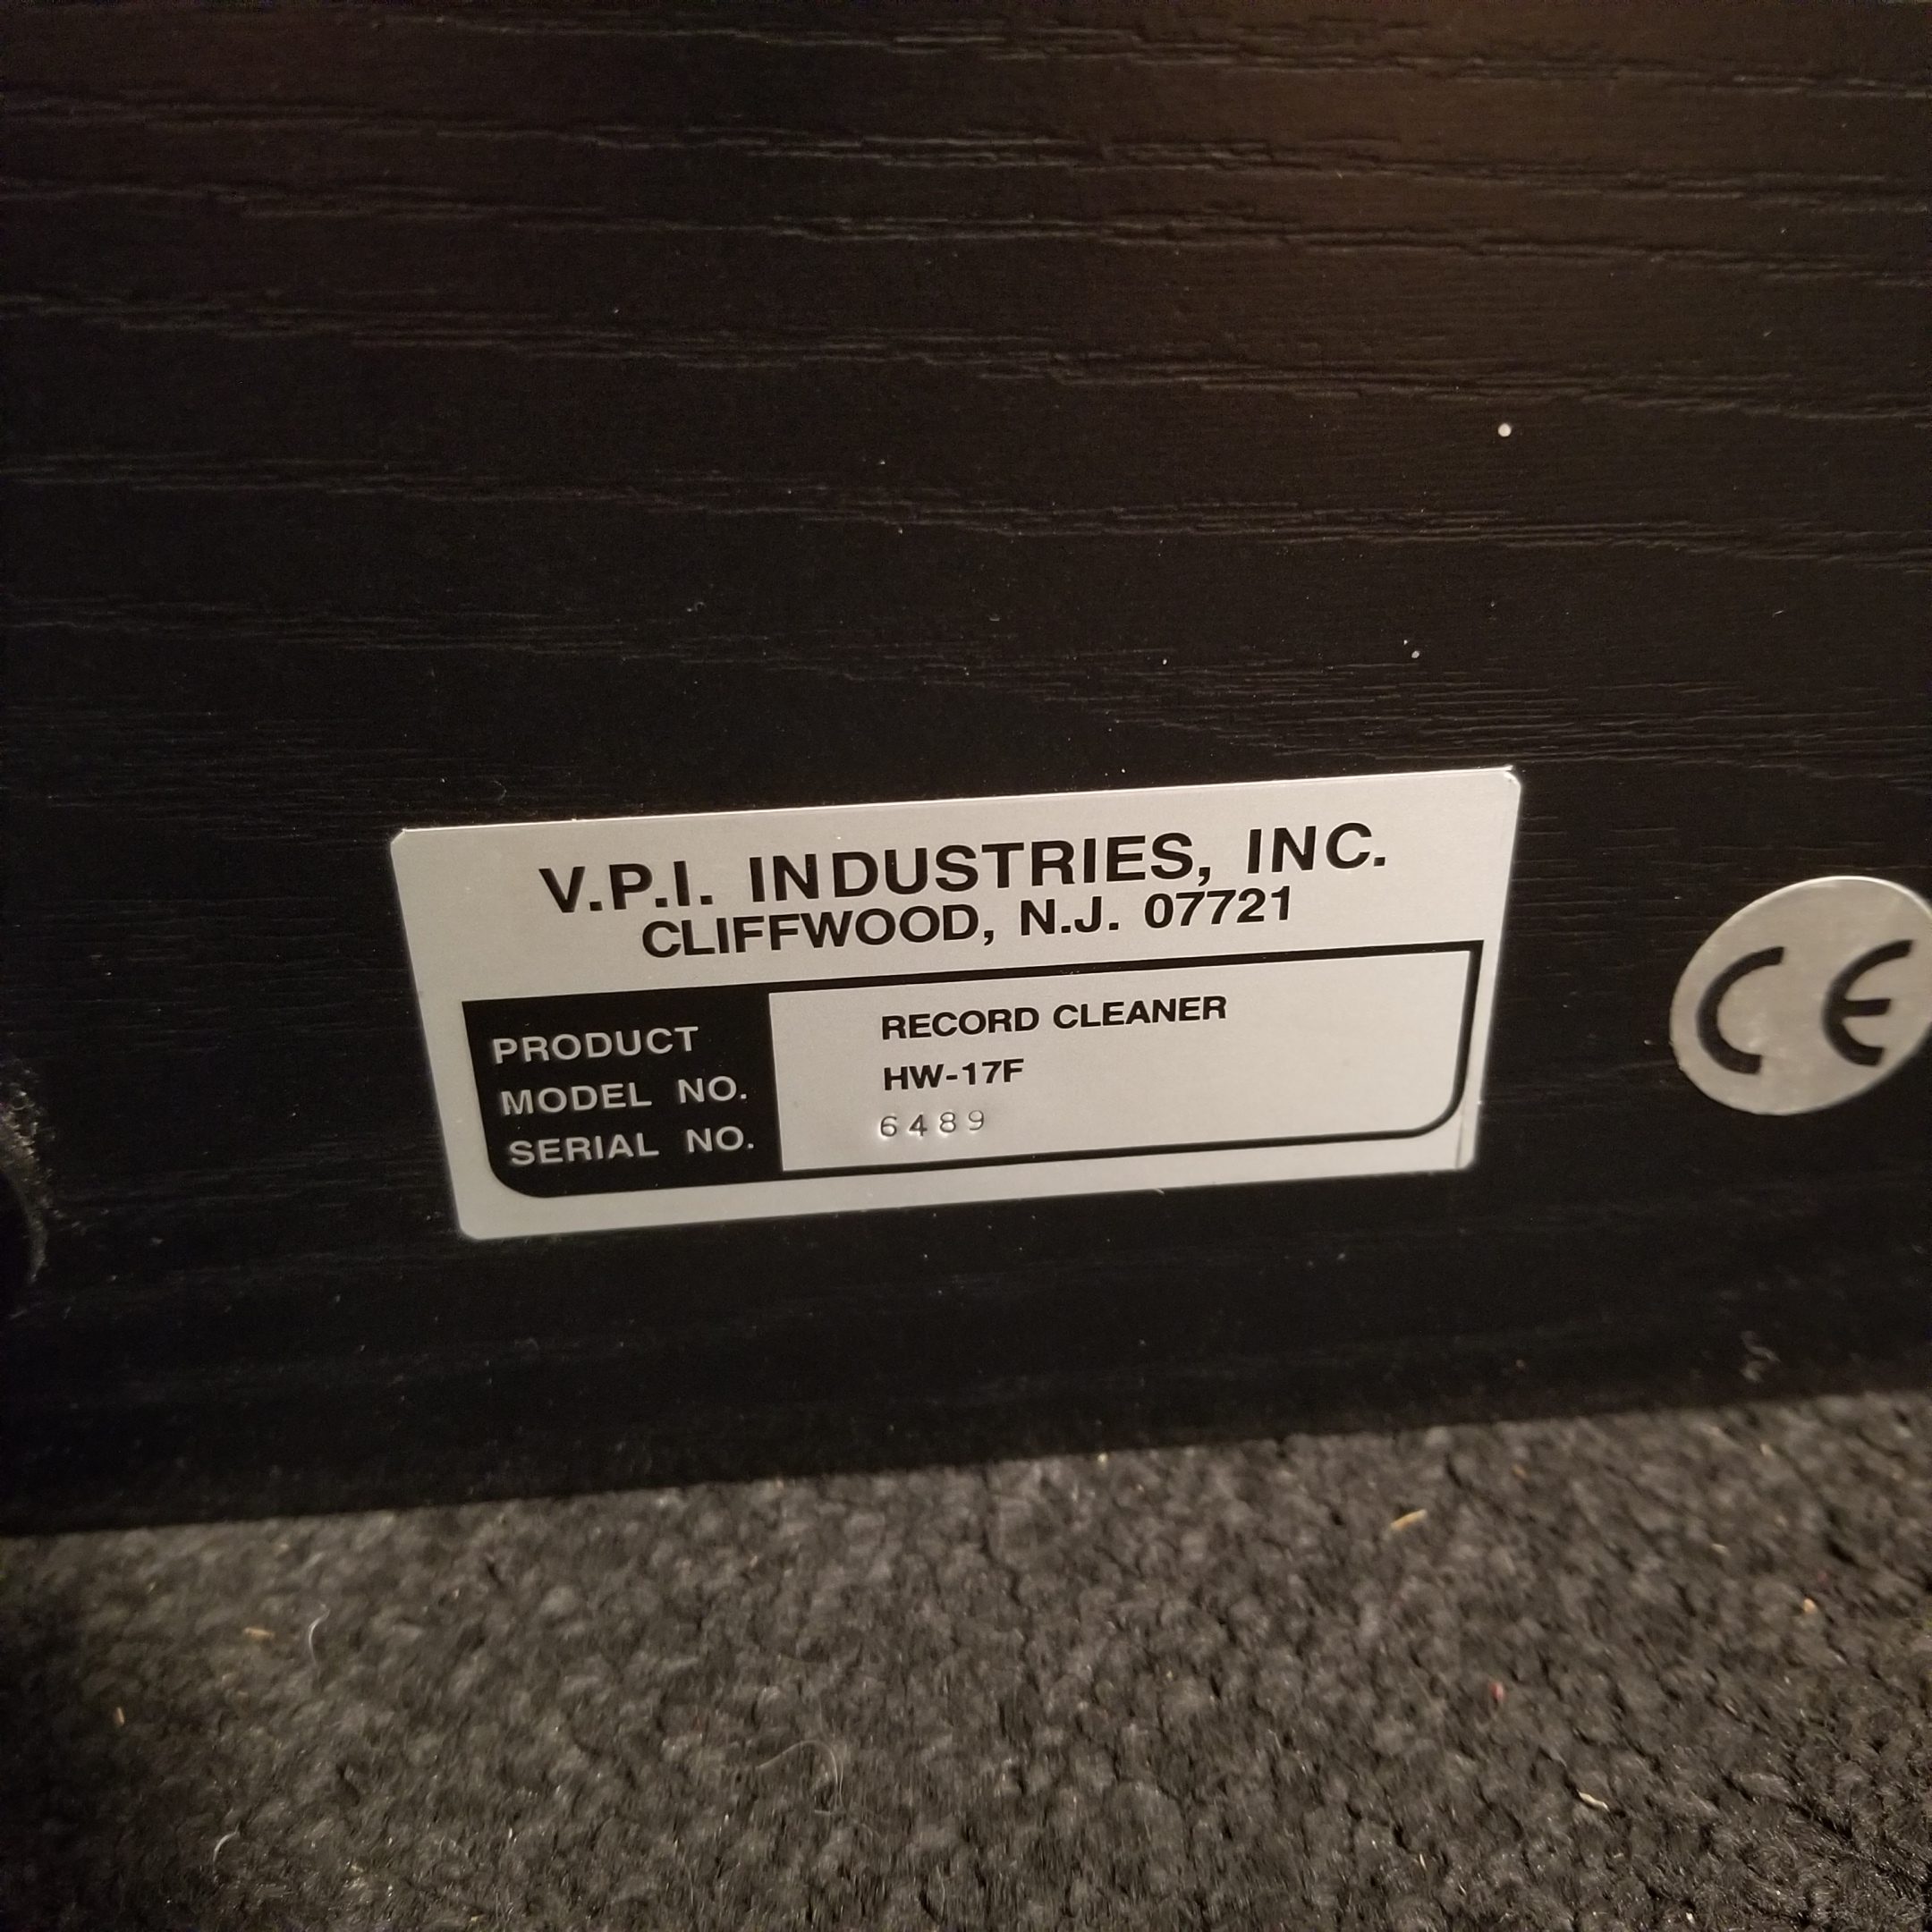 V.P.I. INDUSTRIES, INC.
CLIFFWOOD, N.J. 07721
PRODUCT RECORD CLEANER
MODEL NO. HW-17F
SERIAL NO. 6489
CE